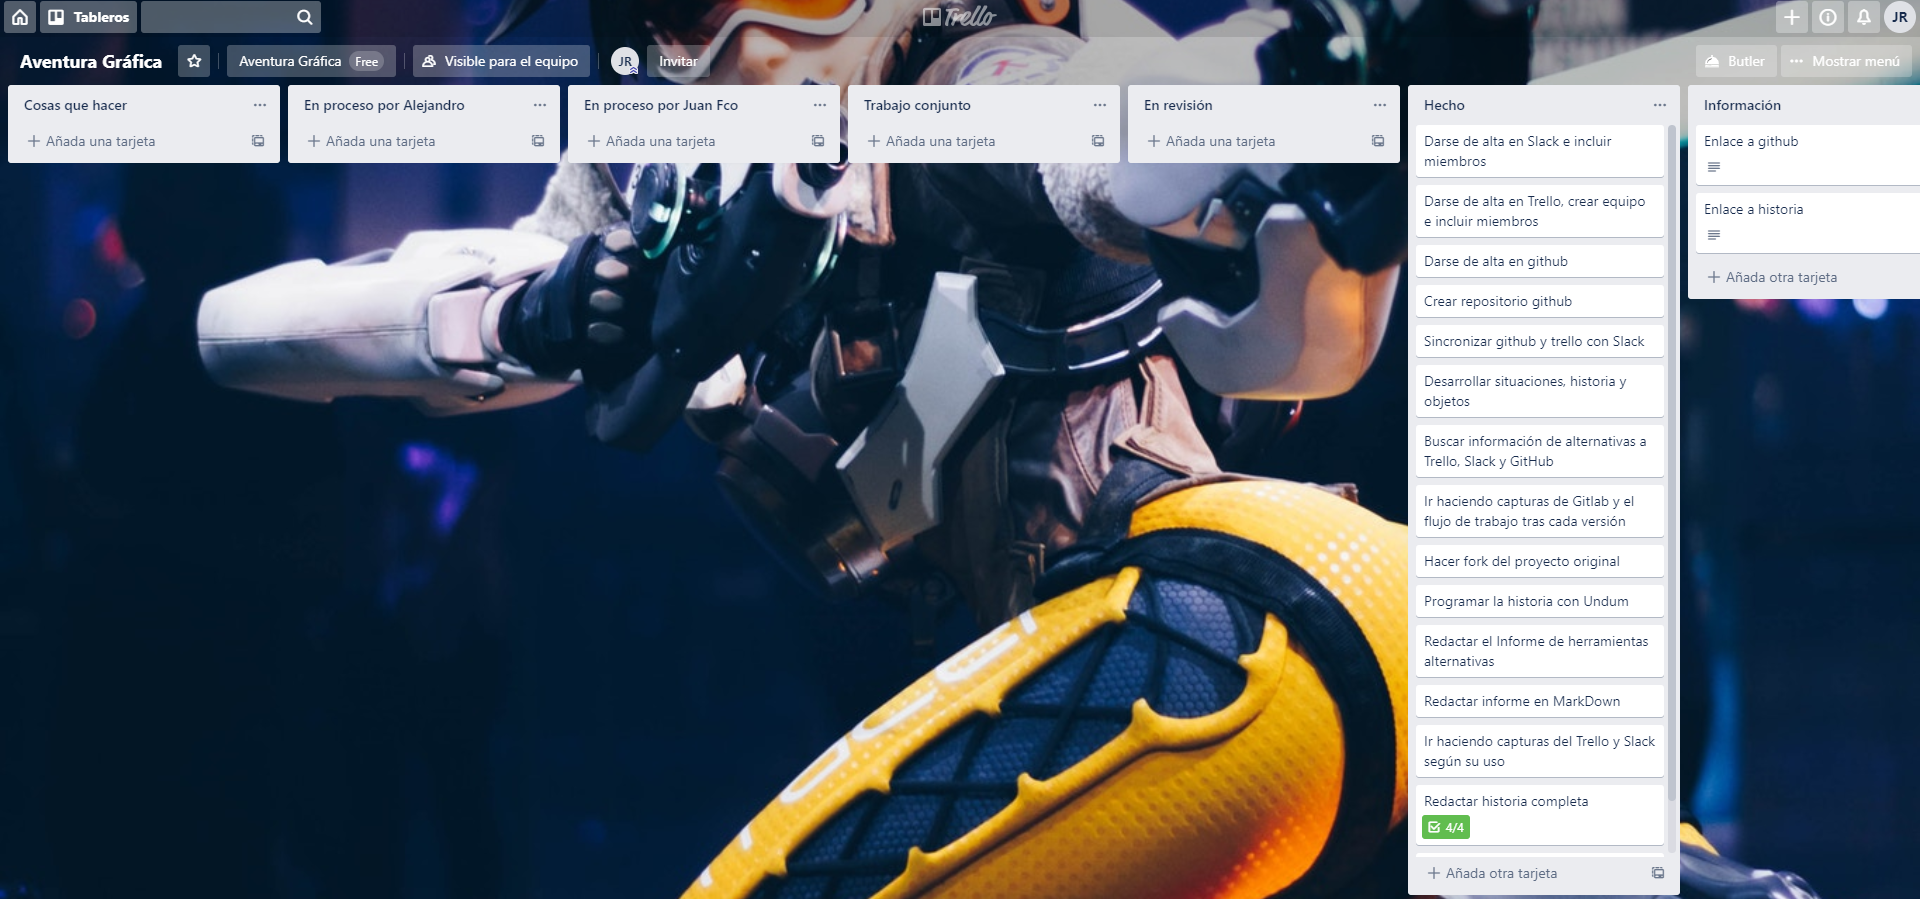 Tableros
Trello
Aventura Gráfica
Aventura Gráfica Free
Visible para el equipo
JR
Invitar
Butler
Mostrar menú
JR
Cosas que hacer
Añada una tarjeta
En proceso por Alejandro
Añada una tarjeta
En proceso por Juan Fco
Añada una tarjeta
Trabajo conjunto
Añada una tarjeta
En revisión
Añada una tarjeta
Hecho
Darse de alta en Slack e incluir
miembros
Darse de alta en Trello, crear equipo
e incluir miembros
Darse de alta en github
Crear repositorio github
Sincronizar github y trello con Slack
Desarrollar situaciones, historia y
objetos
Buscar información de alternativas a
Trello, Slack y GitHub
Ir haciendo capturas de Gitlab y el
flujo de trabajo tras cada versión
Hacer fork del proyecto original
Programar la historia con Undum
Redactar el Informe de herramientas
alternativas
Redactar informe en MarkDown
Ir haciendo capturas del Trello y Slack
según su uso
Redactar historia completa
4/4
Añada otra tarjeta
Información
Enlace a github
Enlace a historia
Añada otra tarjeta